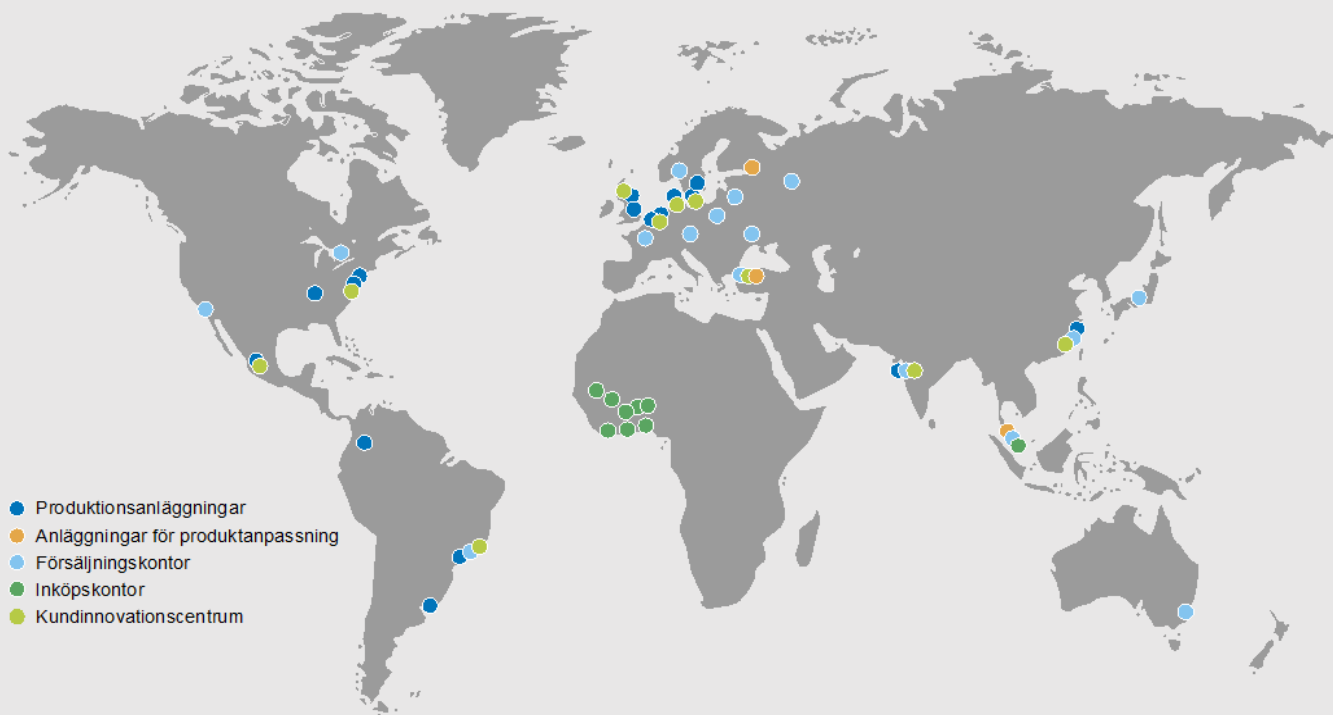 Produktionsanläggningar
Anläggningar för produktanpassning
Försäljningskontor
Inköpskontor
Kundinnovationscentrum